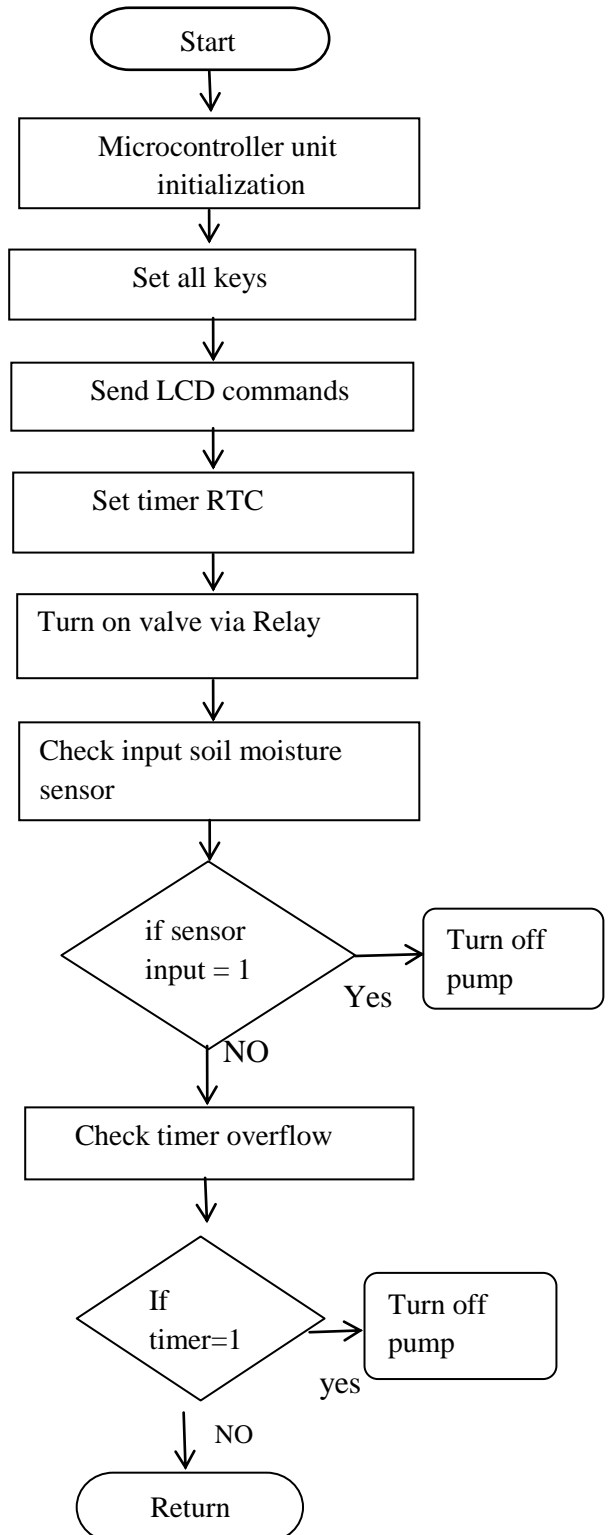 Start
Microcontroller unit
initialization
Set all keys
Send LCD commands
Set timer RTC
Turn on valve via Relay
Check input soil moisture
sensor
if sensor
input = 1
Yes
Turn off
pump
NO
Check timer overflow
If
timer=1
yes
Turn off
pump
NO
Return